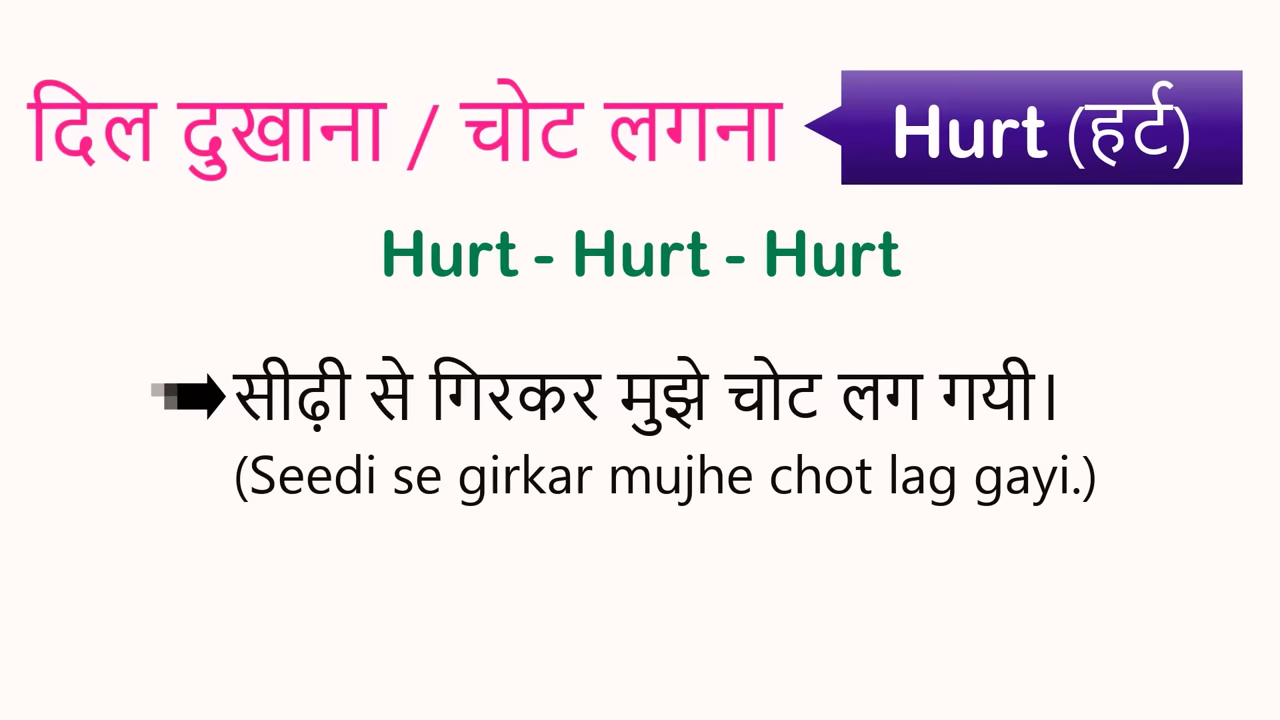 दिल दुखाना / चोट लगना Hurt (हर्ट)
Hurt - Hurt - Hurt
सीढ़ी से गिरकर मुझे चोट लग गयी।
(Seedi se girkar mujhe chot lag gayi.)